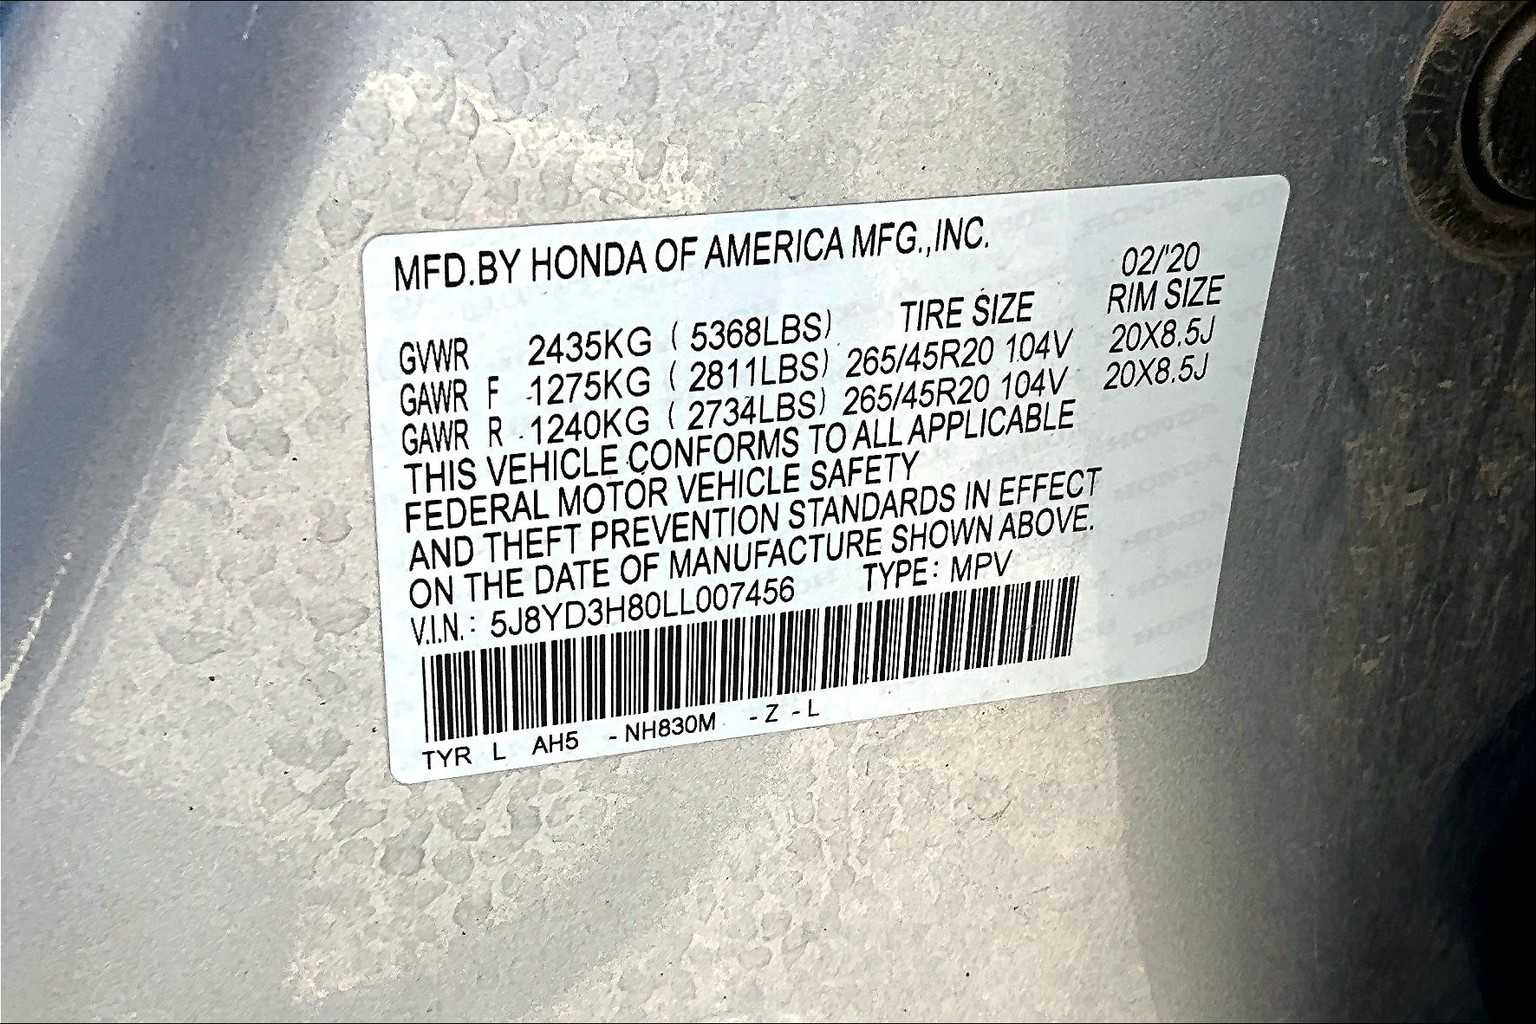 MFD.BY HONDA OF AMERICA MFG.,INC.
02/'20
TIRE SIZE RIM SIZE
GVWR 2435KG ( 5368LBS)
GAWR F 1275KG ( 2811LBS) 265/45R20 104V 20X8.5J
GAWR R 1240KG ( 2734LBS) 265/45R20 104V 20X8.5J
THIS VEHICLE CONFORMS TO ALL APPLICABLE
FEDERAL MOTOR VEHICLE SAFETY
AND THEFT PREVENTION STANDARDS IN EFFECT
ON THE DATE OF MANUFACTURE SHOWN ABOVE.
V.I.N.: 5J8YD3H80LL007456 TYPE: MPV
TYR L AH5 -NH830M -Z -L